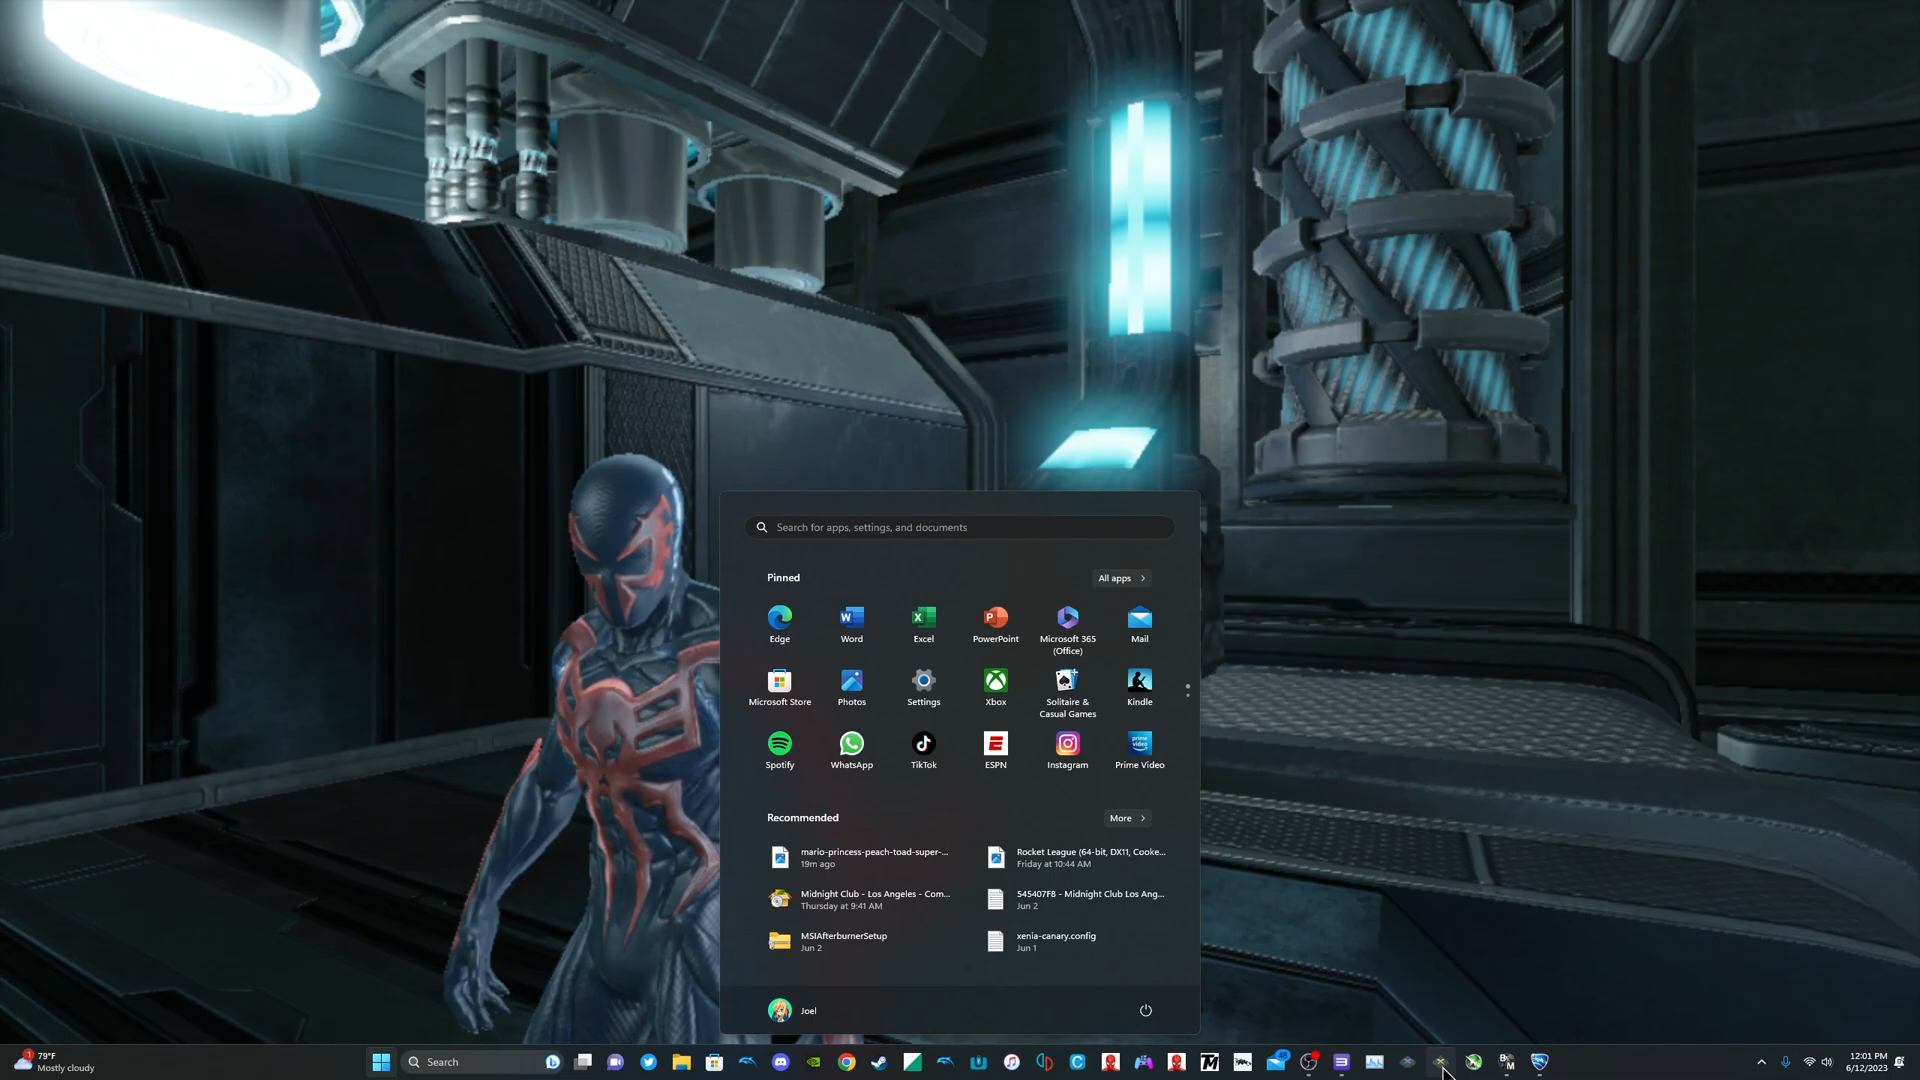 Search for apps, settings, and documents
Pinned
All apps
Edge
Word
Excel
PowerPoint
Microsoft 365
(Office)
Mail
Microsoft Store
Photos
Settings
Xbox
Solitaire &
Casual Games
Kindle
Spotify
WhatsApp
TikTok
ESPN
Instagram
prime video
Prime Video
Recommended
More
mario-princess-peach-toad-super-...
19m ago
Rocket League (64-bit, DX11, Cooke...
Friday at 10:44 AM
Midnight Club - Los Angeles - Com...
Thursday at 9:41 AM
545407F8 - Midnight Club Los Ang...
Jun 2
MSIAfterburnerSetup
Jun 2
xenia-canary.config
Jun 1
Joel
1
79°F
Mostly cloudy
Search
48
12:01 PM
6/12/2023